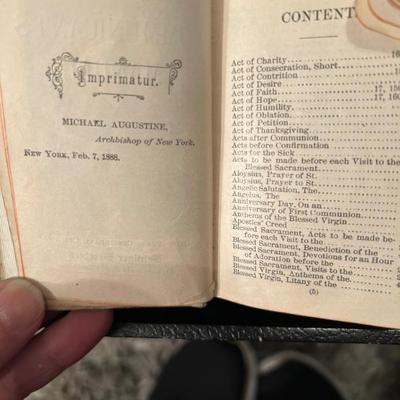 Imprimatur.
MICHAEL AUGUSTINE,
Archbishop of New York.
NEW YORK, FEB. 7, 1888.
CONTENT
Act of Charity
Act of Consecration, Short
Act of Contrition
Act of Desire
Act of Faith 17,
Act of Hope 17, 160
Act of Humility,
Act of Oblation
Act of Petition
Act of Thanksgiving
Acts after Communion
Acts before Confirmation
Acts for the Sick
Acts to be made before each Visit to the
Blessed Sacrament
Aloysius, Prayer of St.
Aloysius, Prayer to St.
Angelic Salutation, The
Angelus, The
Anniversary Day, On an
Anniversary of First Communion
Anthems of the Blessed Virgin
Apostles' Creed
Blessed Sacrament, Acts to be made be-
fore each Visit to the
Blessed Sacrament, Benediction of the
Blessed Sacrament, Devotions for an Hour
of Adoration before the
Blessed Sacrament, Visits to the
Blessed Virgin, Anthems of the
Blessed Virgin, Litany of the
(5)